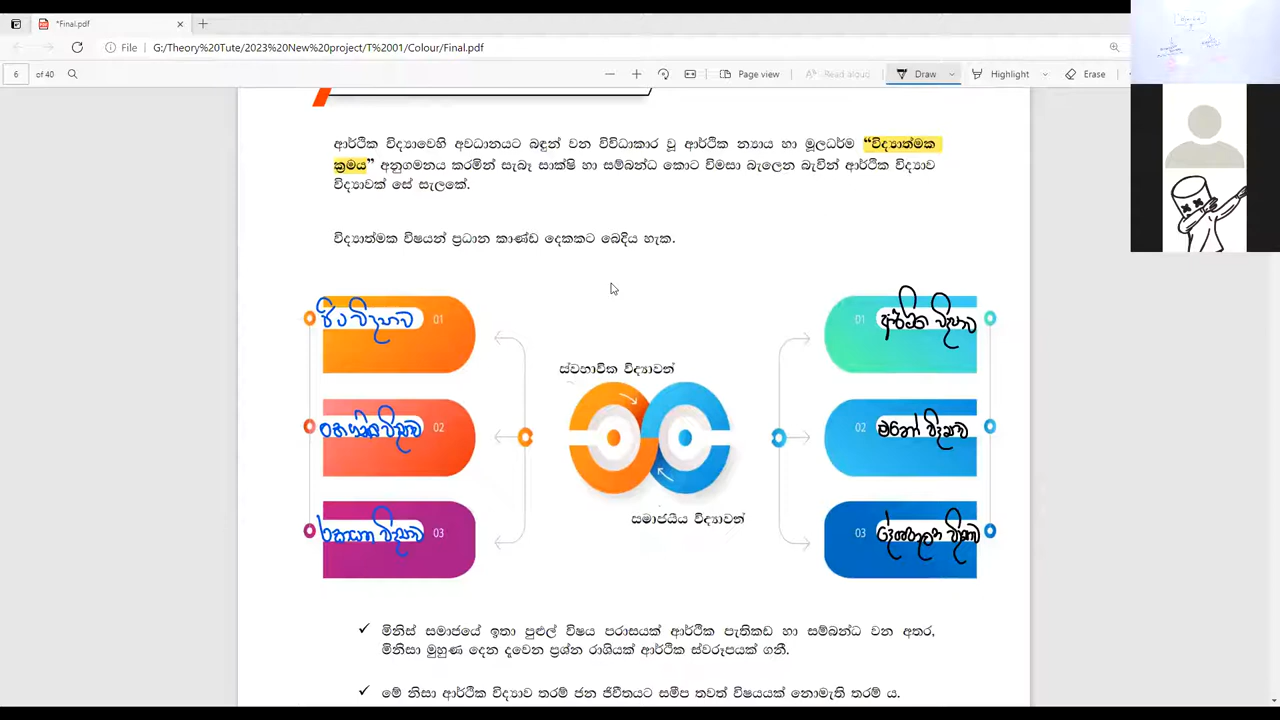 *Final.pdf
File G:/Theory%20Tute/2023%20New%20project/T%2001/Colour/Final.pdf
6 of 40 Page view Read aloud Draw Highlight Erase
ආර්ථික විද්‍යාවෙහි අවධානයට බඳුන් වන විවිධාකාර වූ ආර්ථික න්‍යාය හා මූලධර්ම “විද්‍යාත්මක
ක්‍රමය” අනුගමනය කරමින් සැබෑ සාක්ෂි හා සම්බන්ධ කොට විමසා බැලෙන බැවින් ආර්ථික විද්‍යාව
විද්‍යාවක් සේ සැලකේ.
විද්‍යාත්මක විෂයන් ප්‍රධාන කාණ්ඩ දෙකකට බෙදිය හැක.
ජීව විද්‍යාව 01
භෞතික විද්‍යාව 02
රසායන විද්‍යාව 03
ස්වභාවික විද්‍යාවන්
සමාජයීය විද්‍යාවන්
01 ආර්ථික විද්‍යාව
02 මනෝ විද්‍යාව
03 දේශපාලන විද්‍යාව
✓ මිනිස් සමාජයේ ඉතා පුළුල් විෂය පරාසයක් ආර්ථික පැතිකඩ හා සම්බන්ධ වන අතර,
මිනිසා මුහුණ දෙන දැවෙන ප්‍රශ්න රාශියක් ආර්ථික ස්වරූපයක් ගනී.
✓ මේ නිසා ආර්ථික විද්‍යාව තරම් ජන ජීවිතයට සමීප තවත් විෂයයක් නොමැති තරම් ය.